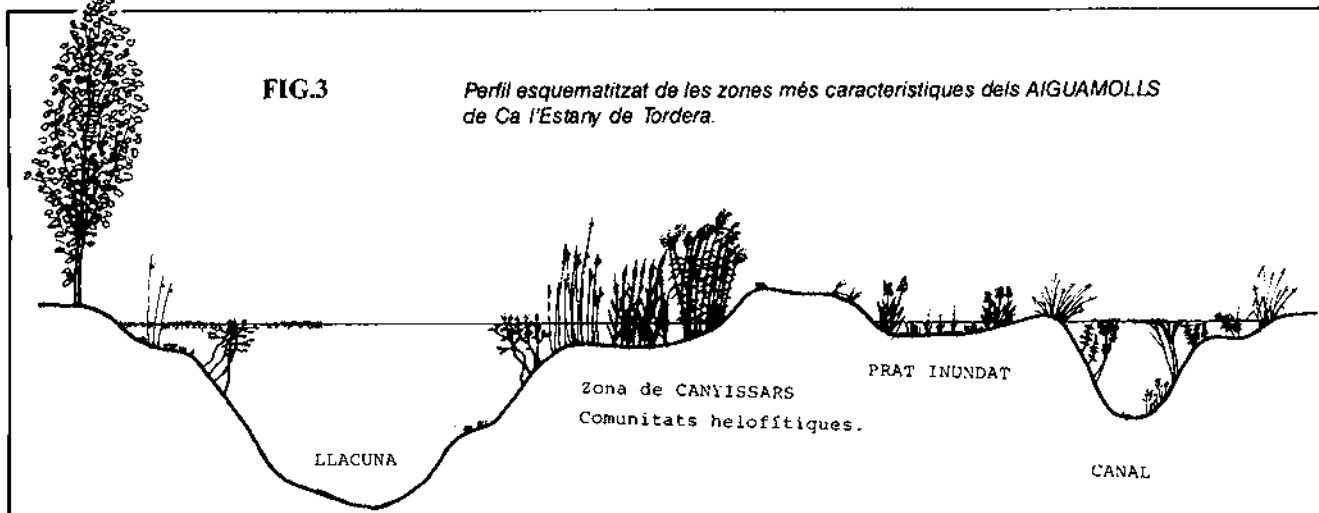 FIG.3
Perfil esquematitzat de les zones més caracteristiques dels AIGUAMOLLS
de Ca l'Estany de Tordera.
Zona de CANYISSARS
Comunitats helofítiques.
PRAT INUNDAT
LLACUNA
CANAL